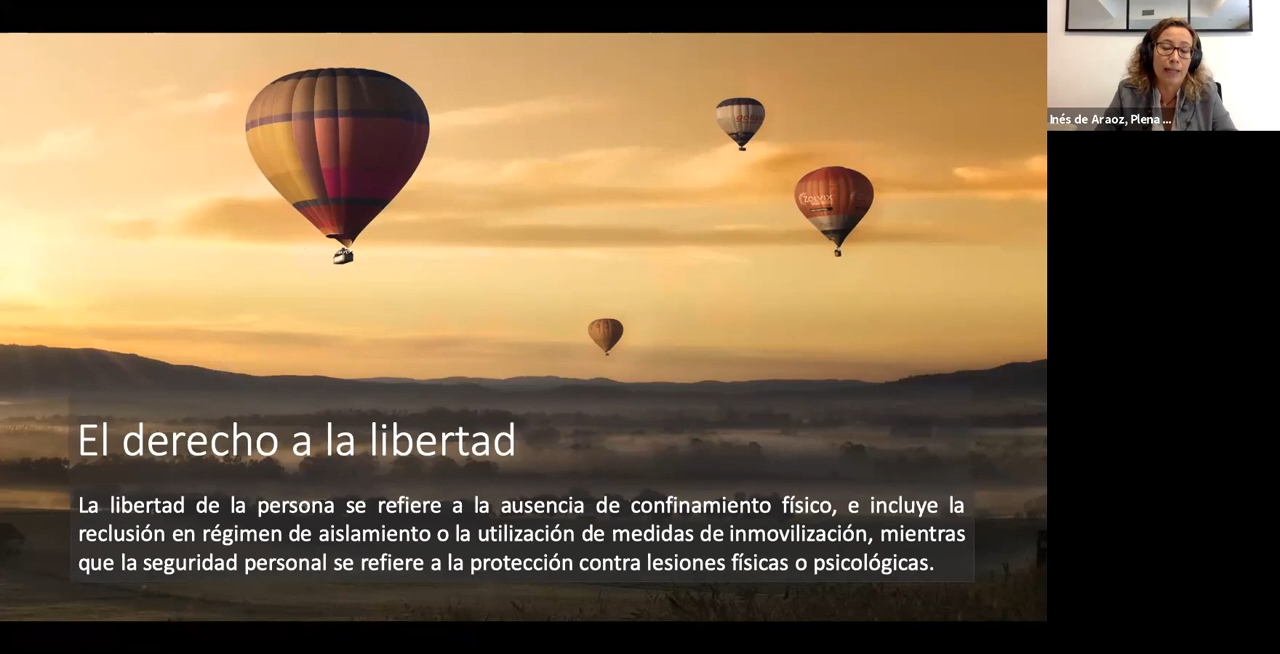 Inés de Araoz, Plena ...
El derecho a la libertad
La libertad de la persona se refiere a la ausencia de confinamiento físico, e incluye la
reclusión en régimen de aislamiento o la utilización de medidas de inmovilización, mientras
que la seguridad personal se refiere a la protección contra lesiones físicas o psicológicas.